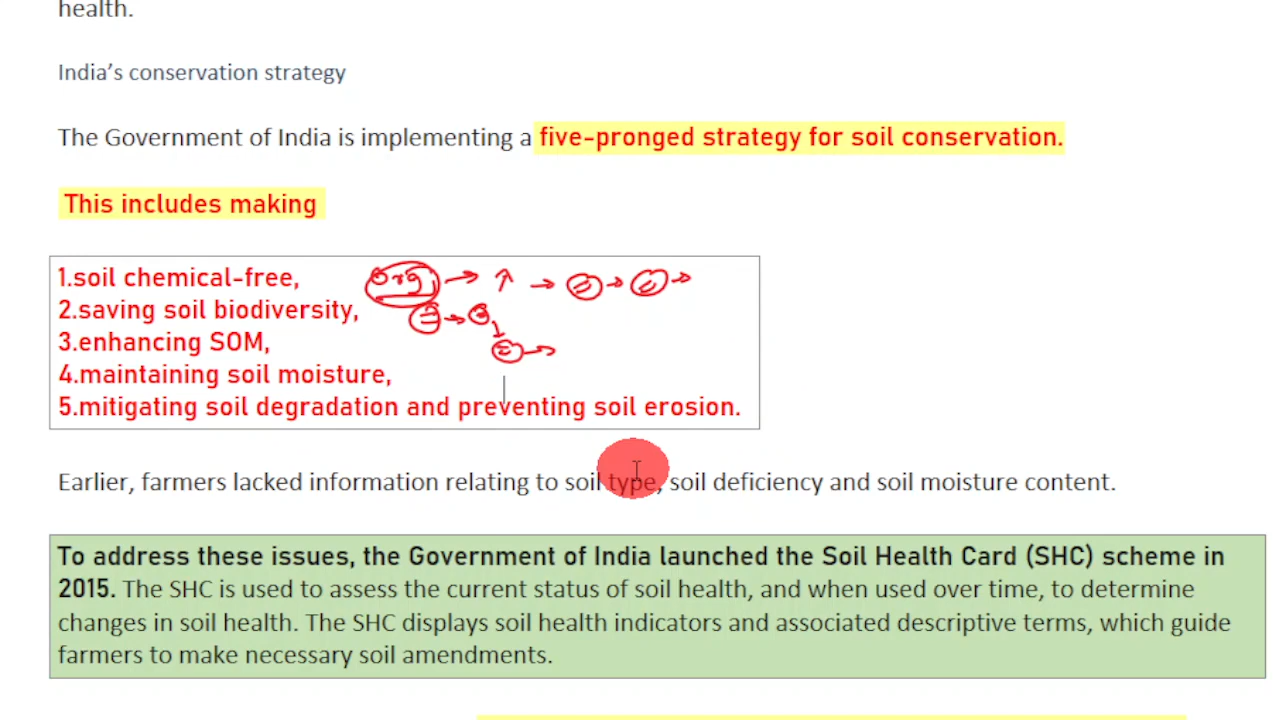 health.
India’s conservation strategy
The Government of India is implementing a five-pronged strategy for soil conservation.
This includes making
1.soil chemical-free,
2.saving soil biodiversity,
3.enhancing SOM,
4.maintaining soil moisture,
5.mitigating soil degradation and preventing soil erosion.
Org
Earlier, farmers lacked information relating to soil type, soil deficiency and soil moisture content.
To address these issues, the Government of India launched the Soil Health Card (SHC) scheme in
2015. The SHC is used to assess the current status of soil health, and when used over time, to determine
changes in soil health. The SHC displays soil health indicators and associated descriptive terms, which guide
farmers to make necessary soil amendments.